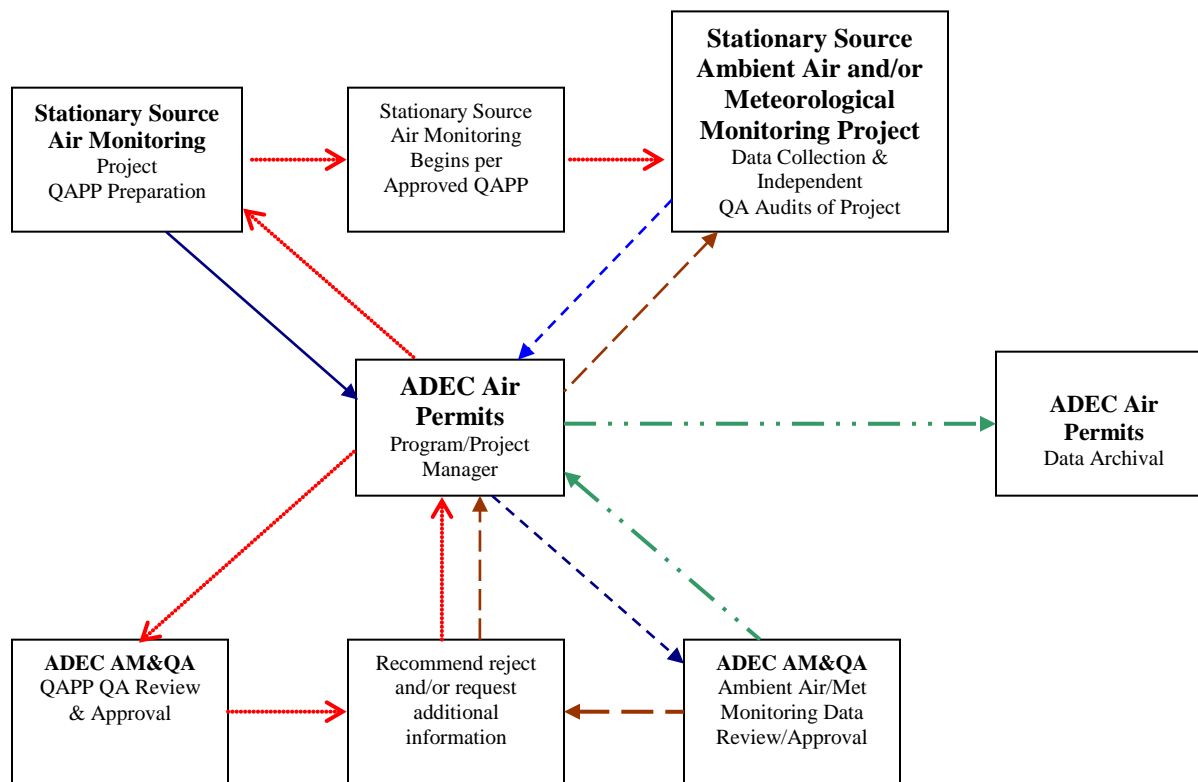 Stationary Source
Air Monitoring
Project
QAPP Preparation
Stationary Source
Air Monitoring
Begins per
Approved QAPP
Stationary Source
Ambient Air and/or
Meteorological
Monitoring Project
Data Collection &
Independent
QA Audits of Project
ADEC Air
Permits
Program/Project
Manager
ADEC Air
Permits
Data Archival
ADEC AM&QA
QAPP QA Review
& Approval
Recommend reject
and/or request
additional
information
ADEC AM&QA
Ambient Air/Met
Monitoring Data
Review/Approval